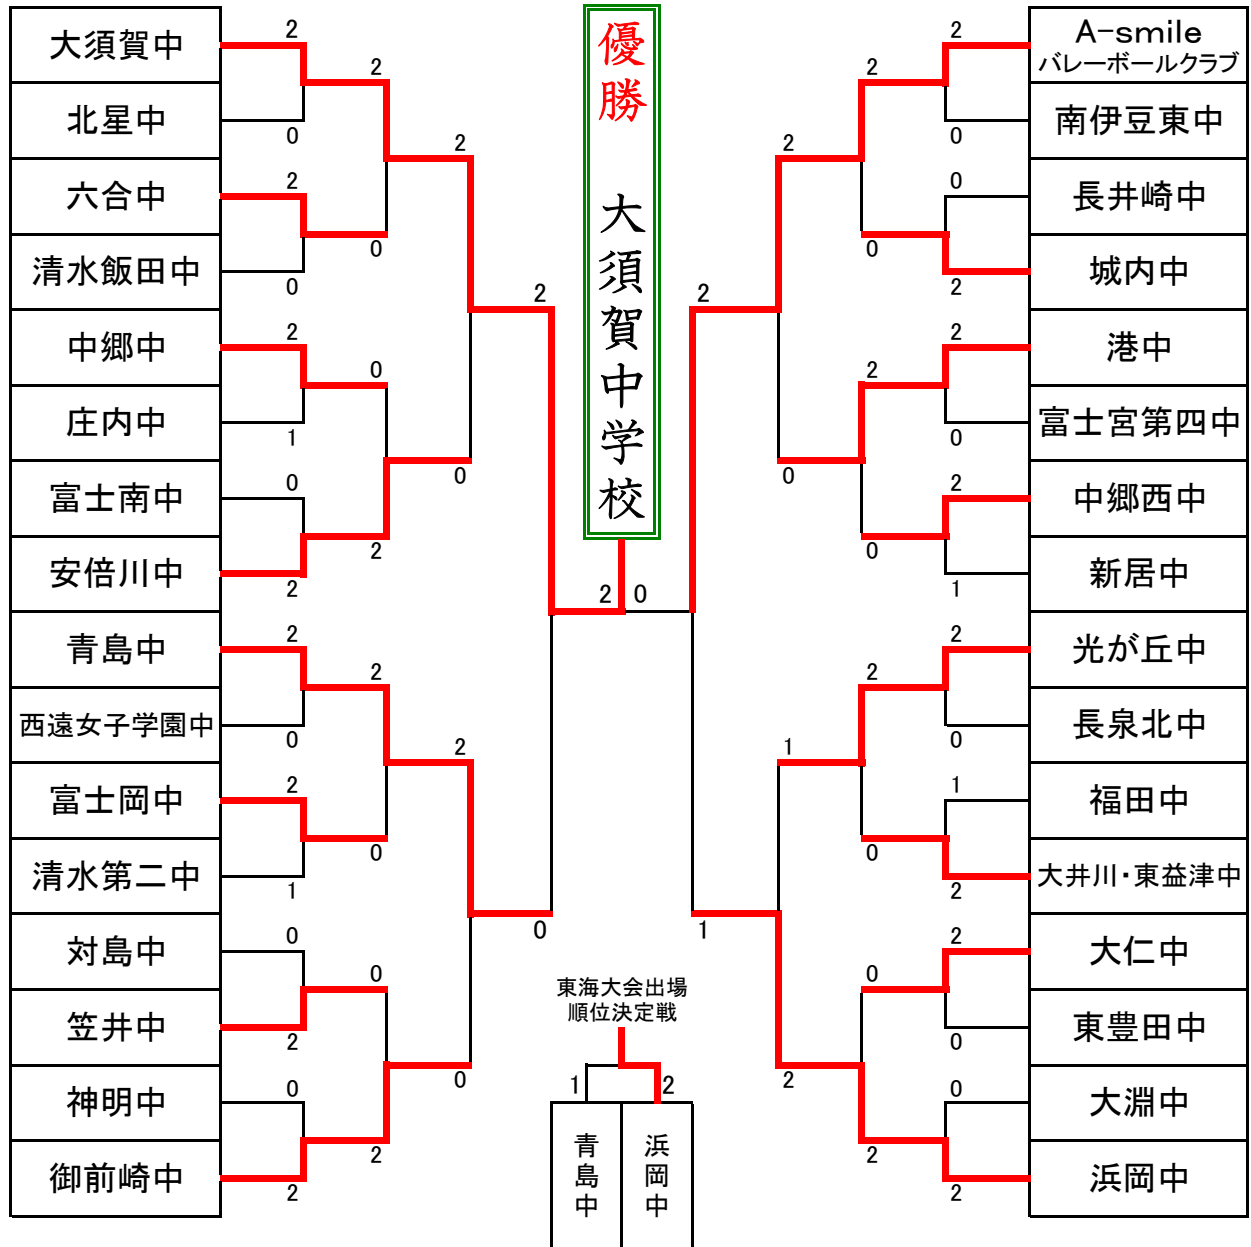 大須賀中
北星中
六合中
清水飯田中
中郷中
庄内中
富士南中
安倍川中
青島中
西遠女子学園中
富士岡中
清水第二中
対島中
笠井中
神明中
御前崎中
2
0
2
0
2
1
0
2
2
0
2
1
0
2
0
2
2
0
0
2
2
0
0
2
2
0
2
0
2
0
優勝 大須賀中学校
2 0
東海大会出場
順位決定戦
1 2
青島中
浜岡中
2
1
2
0
1
2
2
0
2
0
2
0
0
2
2
0
0
2
2
0
2
1
2
0
1
2
2
0
0
2
A-smile
バレーボールクラブ
南伊豆東中
長井崎中
城内中
港中
富士宮第四中
中郷西中
新居中
光が丘中
長泉北中
福田中
大井川・東益津中
大仁中
東豊田中
大淵中
浜岡中